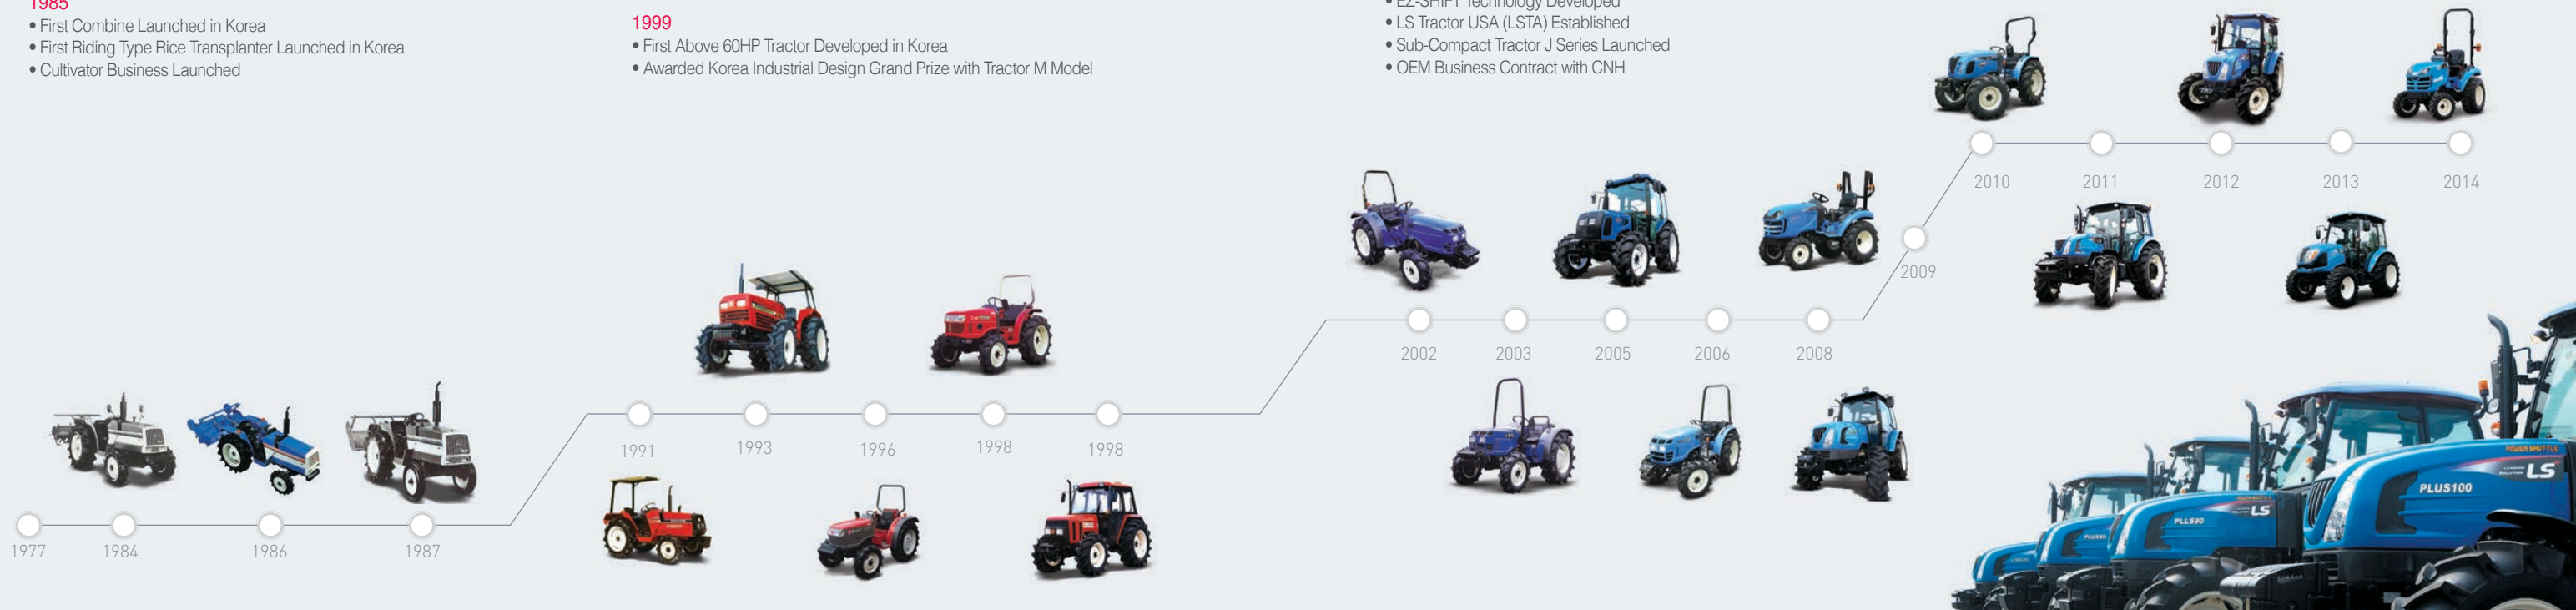 1985
• First Combine Launched in Korea
• First Riding Type Rice Transplanter Launched in Korea
• Cultivator Business Launched
1999
• First Above 60HP Tractor Developed in Korea
• Awarded Korea Industrial Design Grand Prize with Tractor M Model
• EZ-SHIFT Technology Developed
• LS Tractor USA (LSTA) Established
• Sub-Compact Tractor J Series Launched
• OEM Business Contract with CNH
2010
2011
2012
2013
2014
2009
2002
2003
2005
2006
2008
1991
1993
1996
1998
1998
1977
1984
1986
1987
POWER SHUTTLE
LS
PLUS100
LS
PLUS90